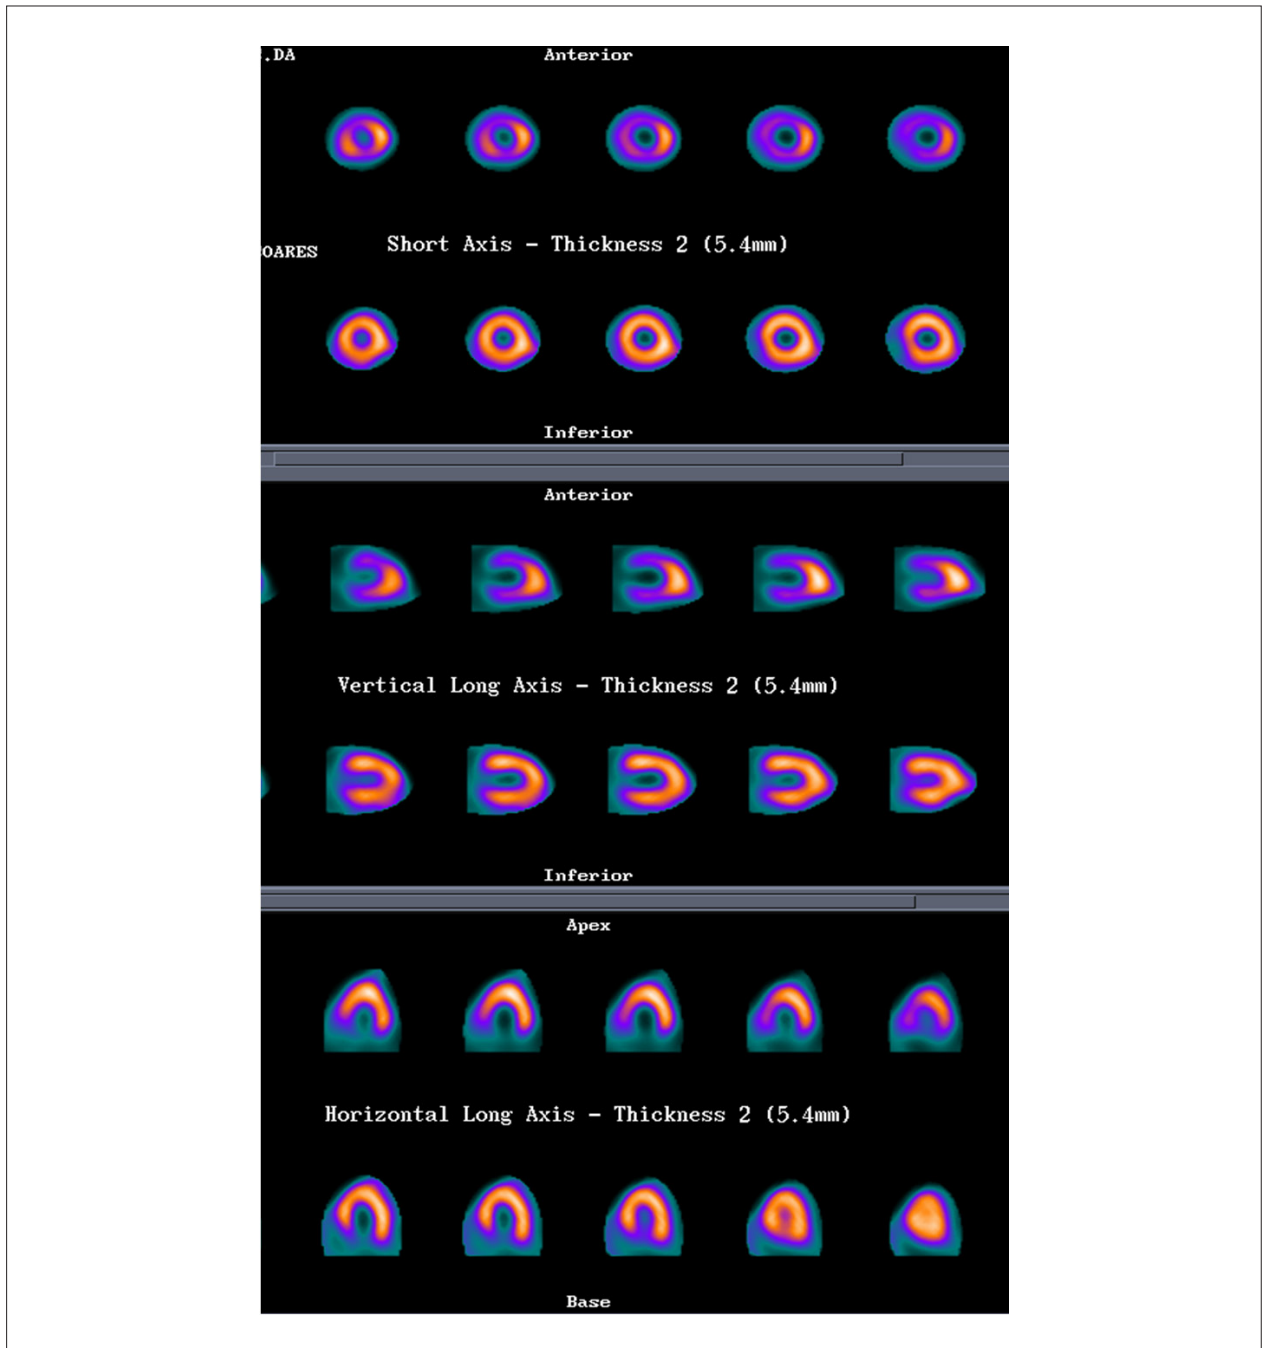 .DA
Anterior
OARES
Short Axis - Thickness 2 (5.4mm)
Inferior
Anterior
Vertical Long Axis - Thickness 2 (5.4mm)
Inferior
Apex
Horizontal Long Axis - Thickness 2 (5.4mm)
Base